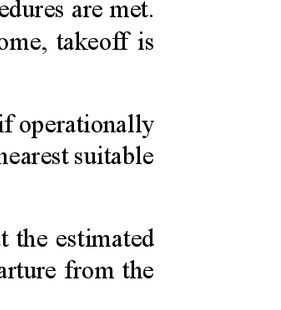 edures are met.
ome, takeoff is
if operationally
nearest suitable
t the estimated
arture from the